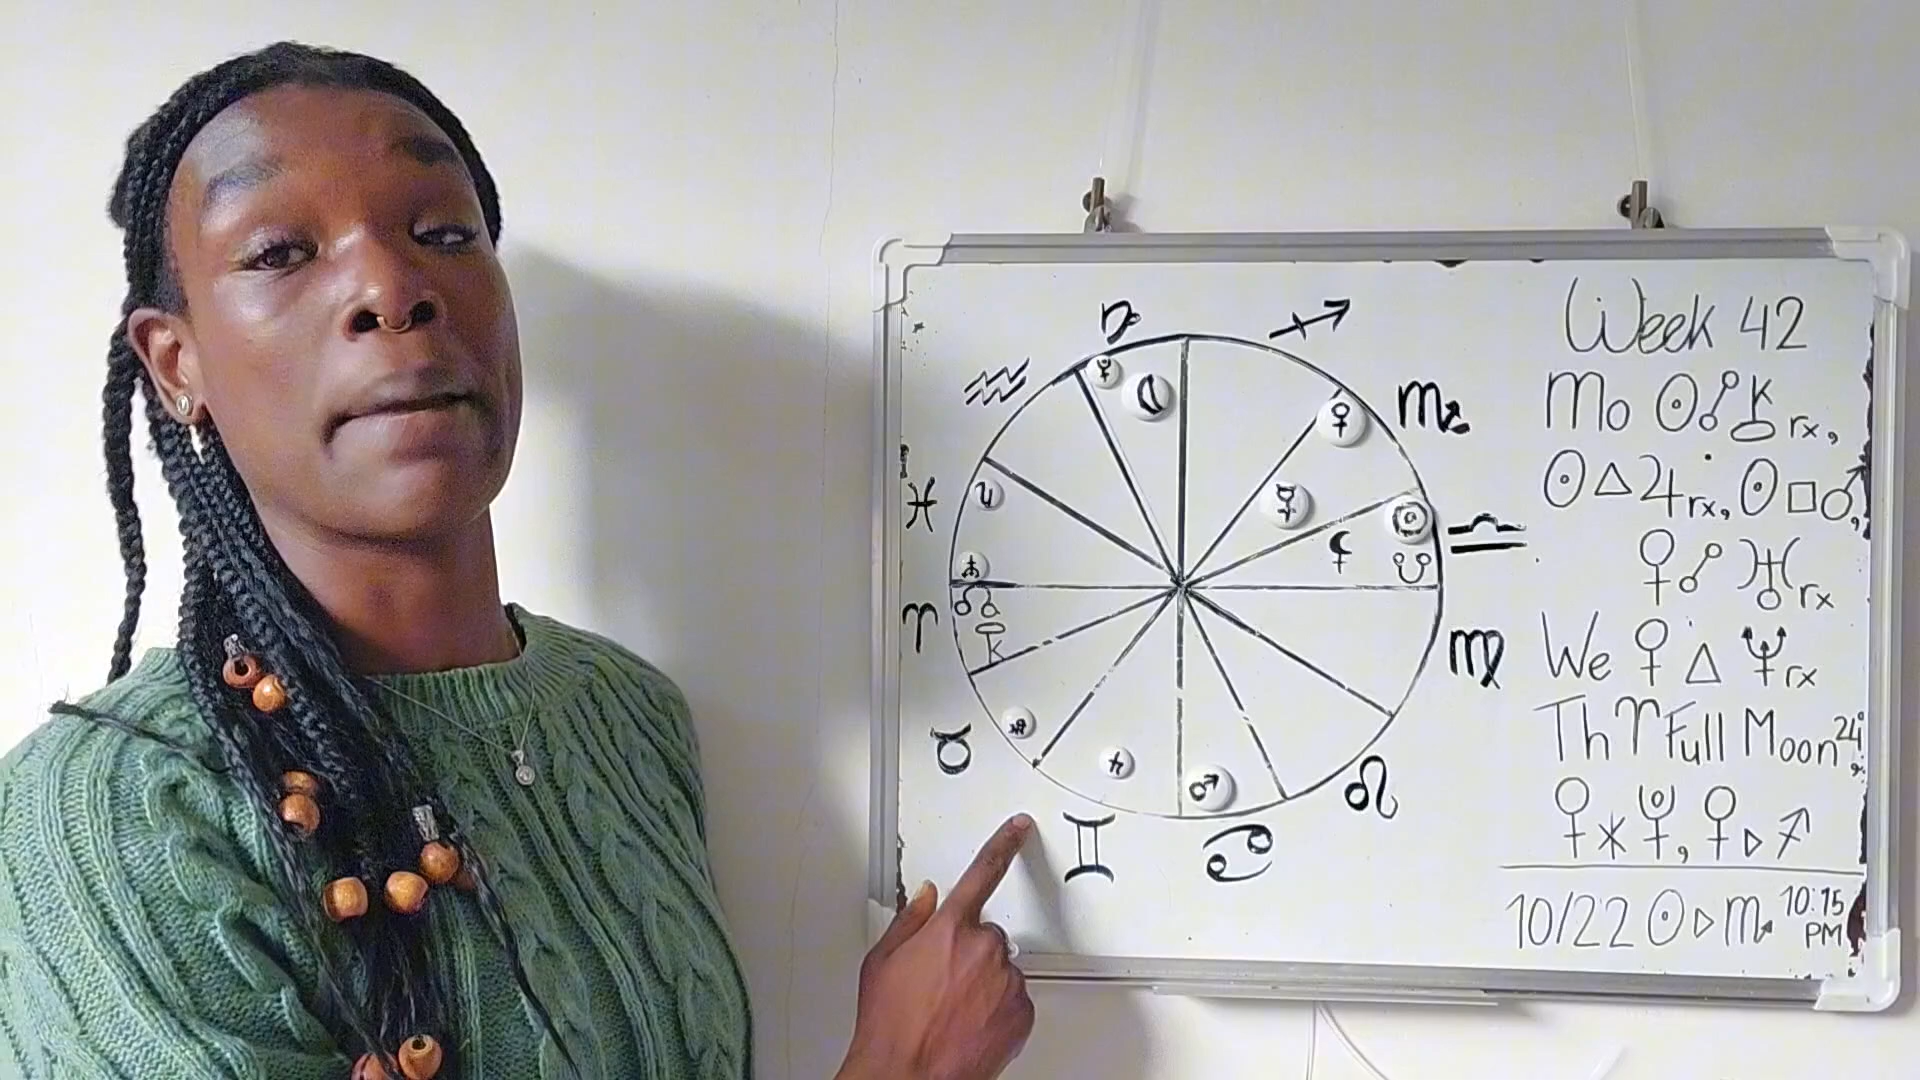 Week 42
Mo ☉☍⚷ rx,
☉△♃ rx, ☉□♂,
♀☍♅ rx
We ♀△♆ rx
Th ♈ Full Moon 24°,
♀⚹♇, ♀▷♐
10/22 ☉▷♏ 10:15 PM
♑ ♐
♒ ♏
♓ ♎
♈ ♍
♉ ♌
♊ ♋